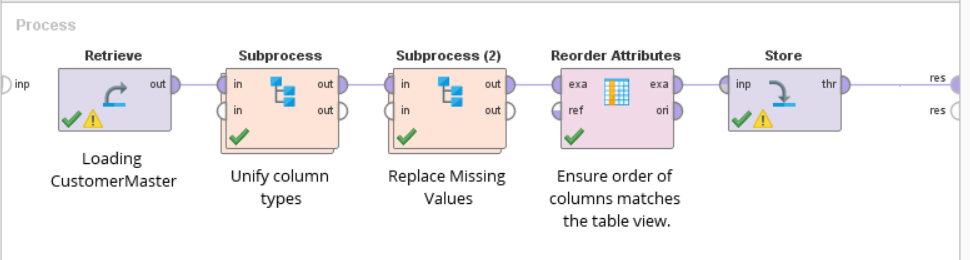 Process
Retrieve
Subprocess
Subprocess (2)
Reorder Attributes
Store
inp
out
in
out
in
out
in
out
in
out
exa
exa
ref
ori
inp
thr
res
res
Loading
CustomerMaster
Unify column
types
Replace Missing
Values
Ensure order of
columns matches
the table view.